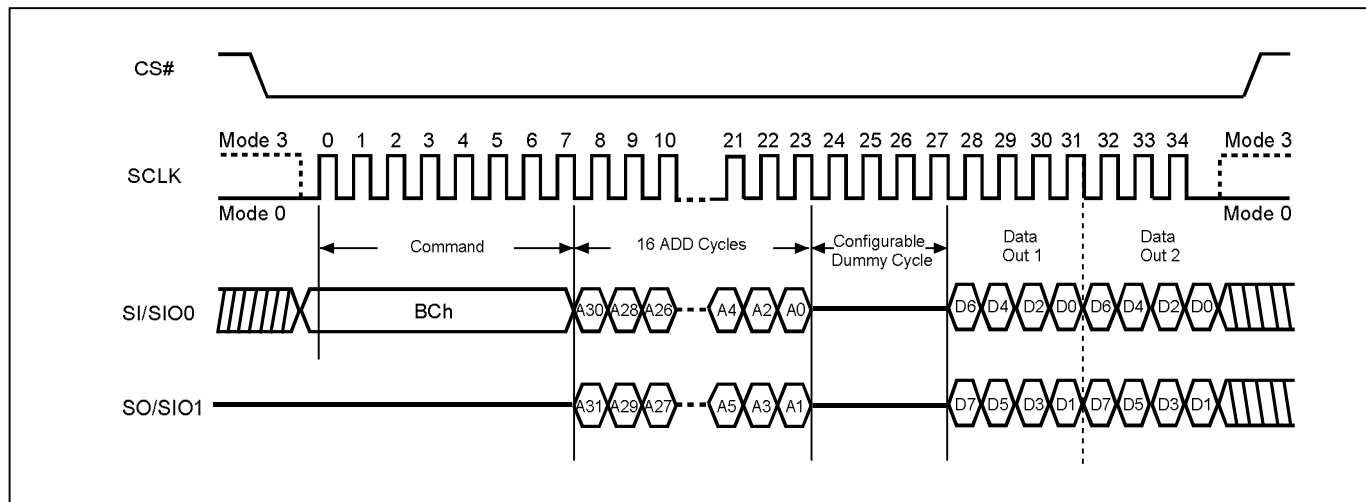 CS#
Mode 3 0 1 2 3 4 5 6 7 8 9 10 21 22 23 24 25 26 27 28 29 30 31 32 33 34 Mode 3
SCLK
Mode 0 Mode 0
Command 16 ADD Cycles Configurable Dummy Cycle Data Out 1 Data Out 2
SI/SIO0 BCh A30 A28 A26 A4 A2 A0 D6 D4 D2 D0 D6 D4 D2 D0
SO/SIO1 A31 A29 A27 A5 A3 A1 D7 D5 D3 D1 D7 D5 D3 D1